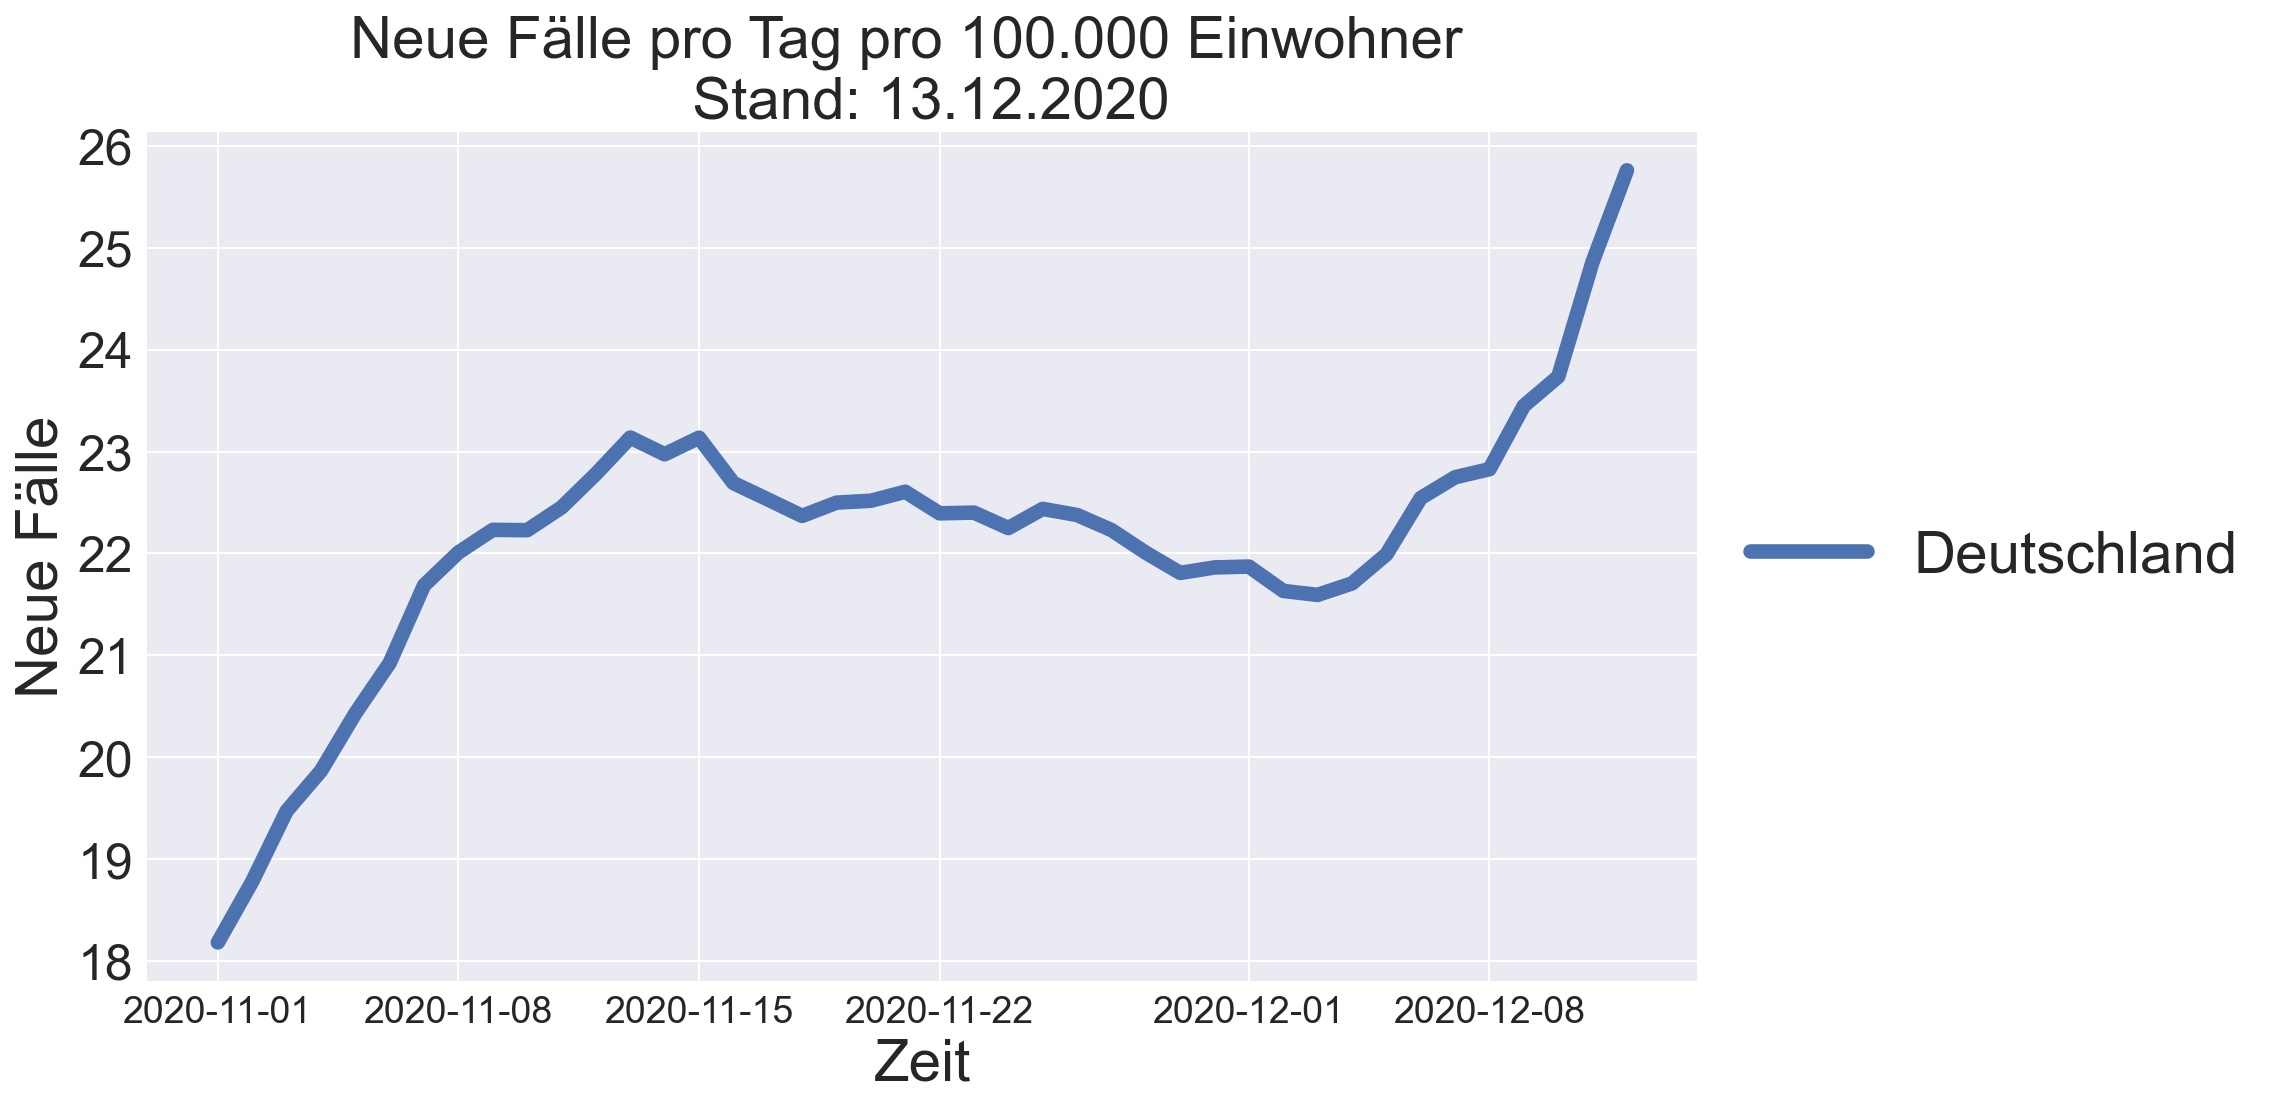 Neue Fälle pro Tag pro 100.000 Einwohner
Stand: 13.12.2020
Neue Fälle
26
25
24
23
22
21
20
19
18
2020-11-01 2020-11-08 2020-11-15 2020-11-22 2020-12-01 2020-12-08
Zeit
Deutschland